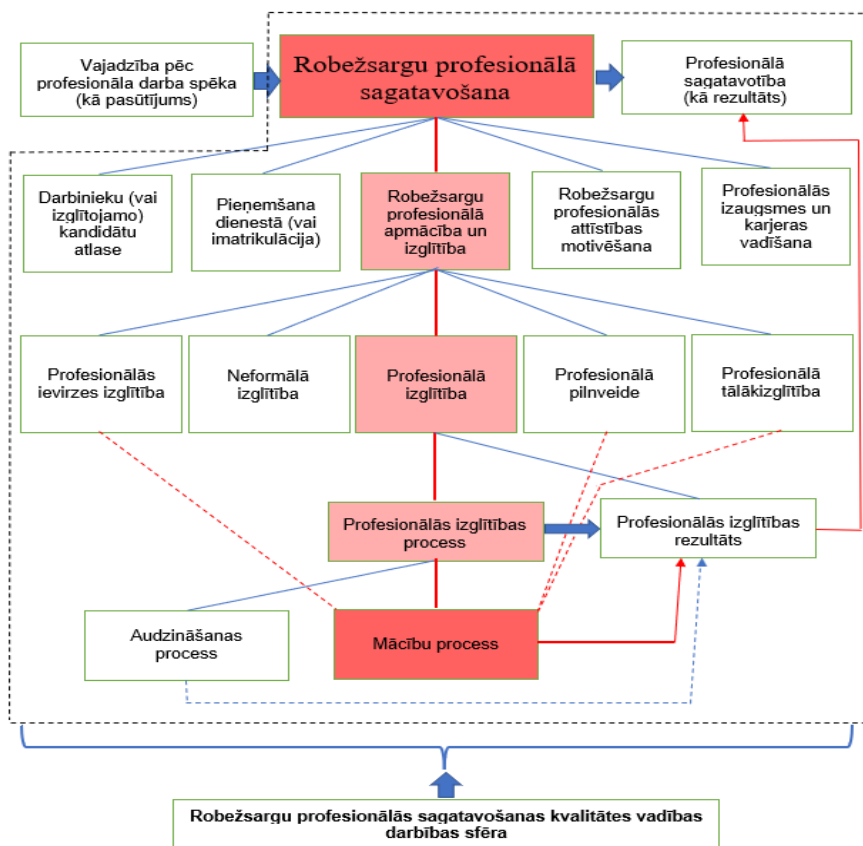 Vajadzība pēc
profesionāla darba spēka
(kā pasūtījums)
Robežsargu profesionālā
sagatavošana
Profesionālā
sagatavotība
(kā rezultāts)
Darbinieku (vai
izglītojamo)
kandidātu
atlase
Pieņemšana
dienestā (vai
imatrikulācija)
Robežsargu
profesionālā
apmācība un
izglītība
Robežsargu
profesionālās
attīstības
motivēšana
Profesionālās
izaugsmes un
karjeras
vadīšana
Profesionālās
ievirzes izglītība
Neformālā
izglītība
Profesionālā
izglītība
Profesionālā
pilnveide
Profesionālā
tālākizglītība
Profesionālās izglītības
process
Profesionālās izglītības
rezultāts
Audzināšanas
process
Mācību process
Robežsargu profesionālās sagatavošanas kvalitātes vadības
darbības sfēra